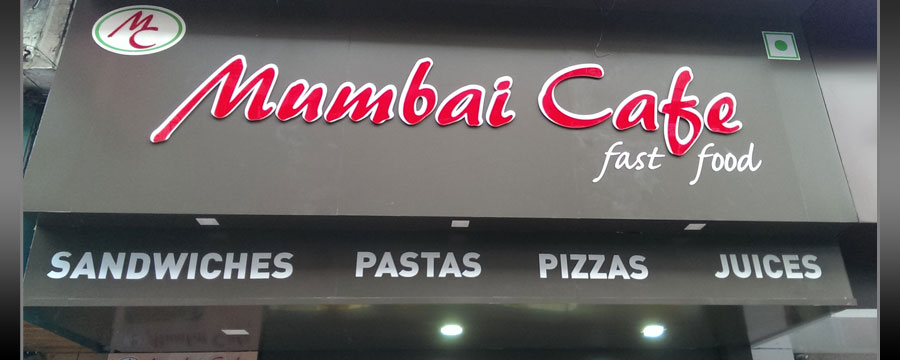 MC
Mumbai Cafe
fast food
SANDWICHES PASTAS PIZZAS JUICES